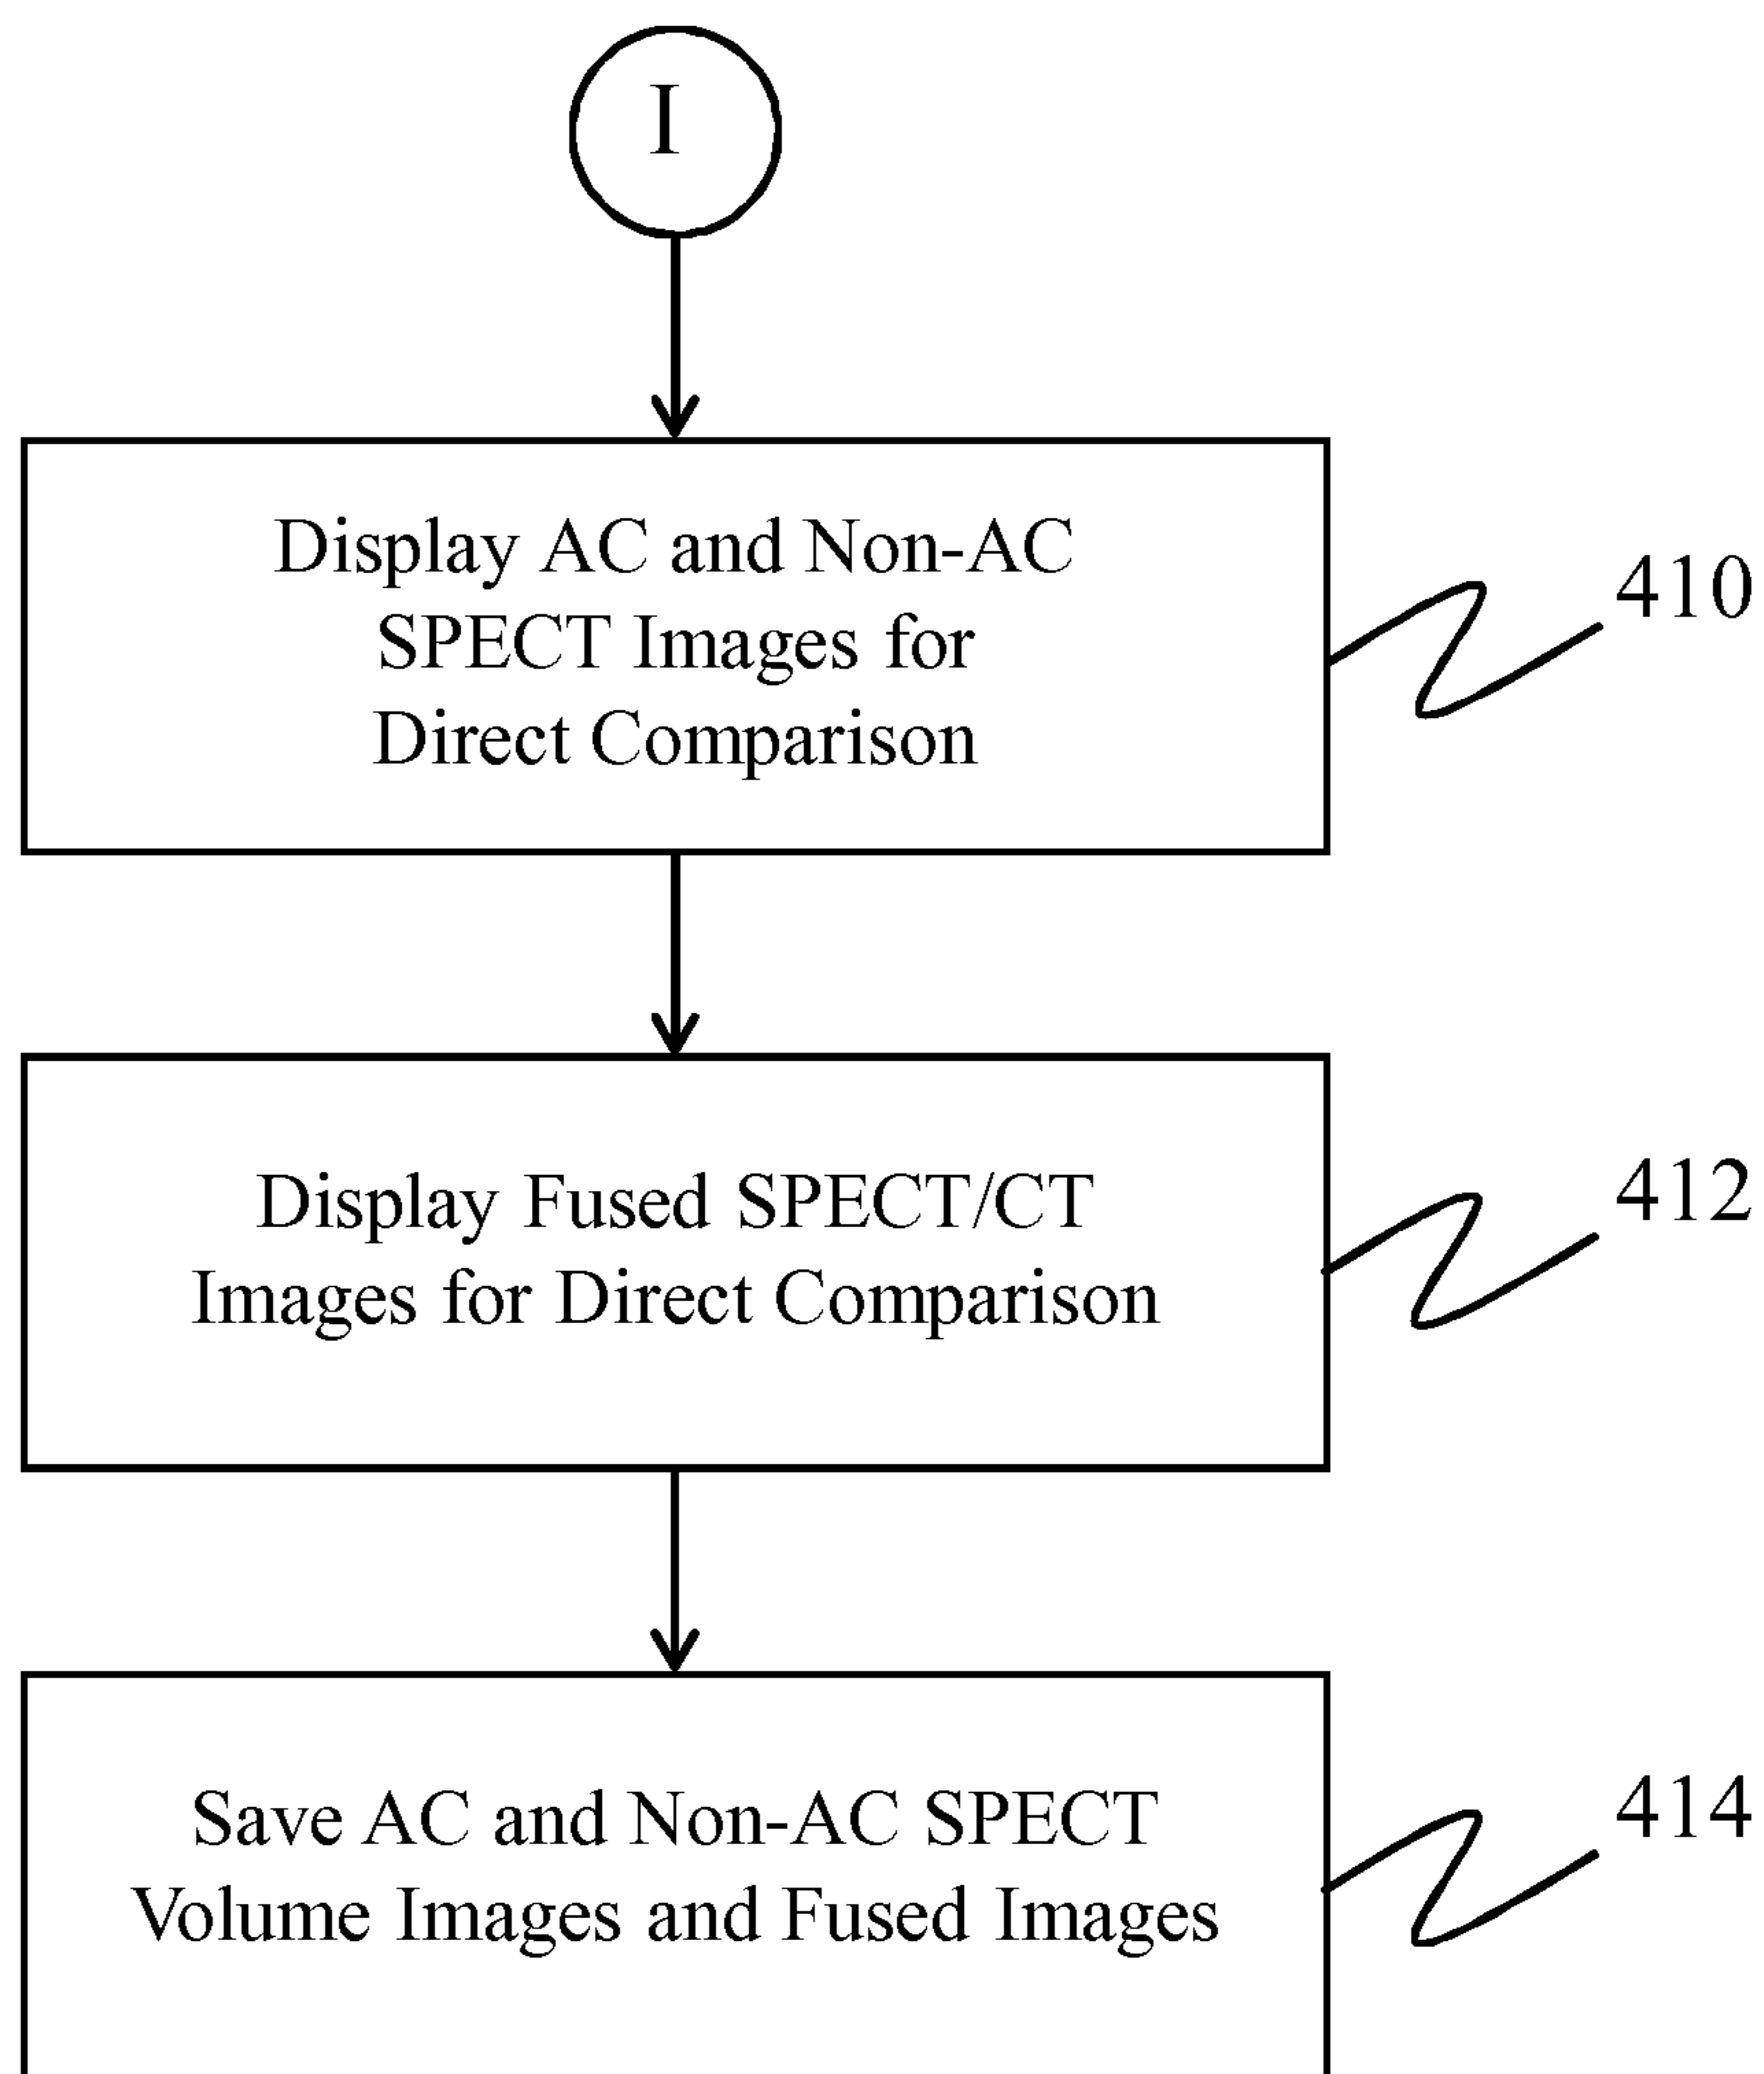 I
Display AC and Non-AC
SPECT Images for
Direct Comparison
410
Display Fused SPECT/CT
Images for Direct Comparison
412
Save AC and Non-AC SPECT
Volume Images and Fused Images
414